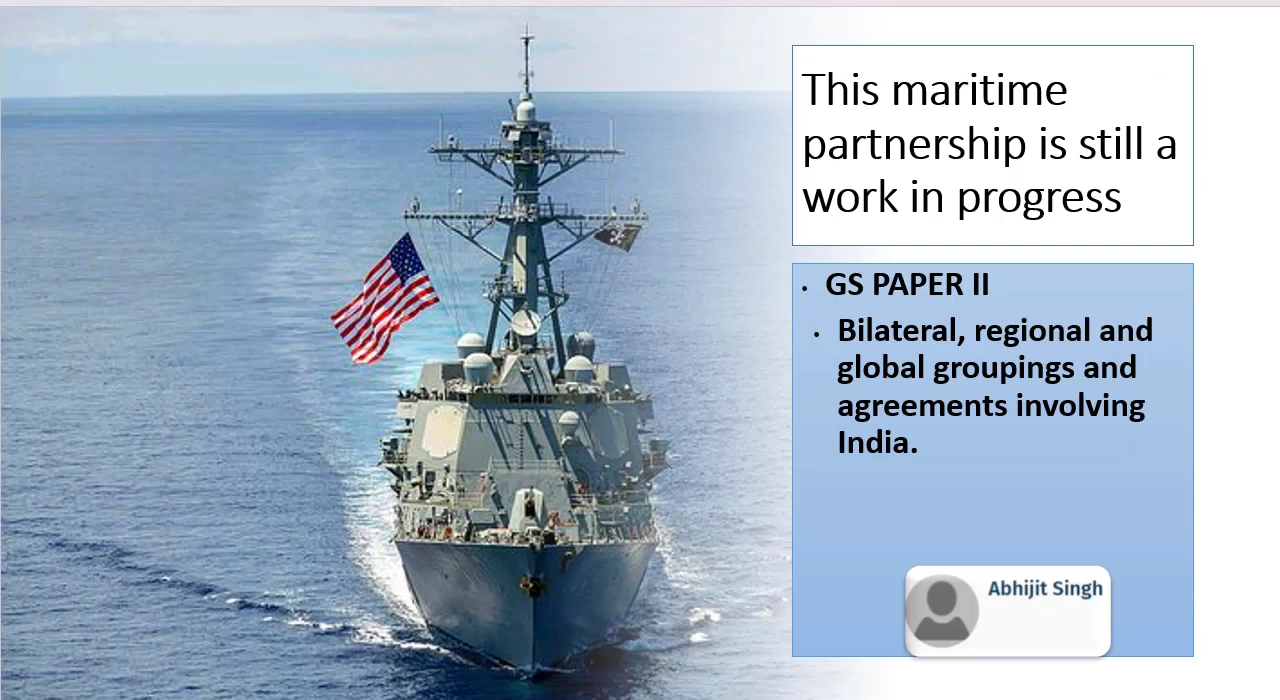 This maritime
partnership is still a
work in progress
• GS PAPER II
• Bilateral, regional and
global groupings and
agreements involving
India.
Abhijit Singh